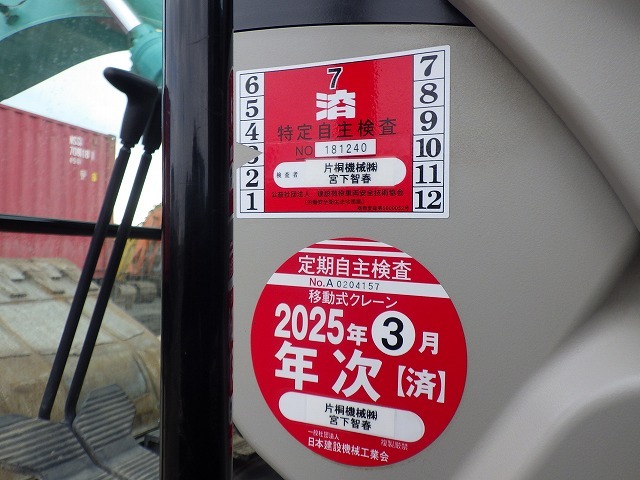 7
済
特定自主検査
NO 181240
検査者
片桐機械㈱
宮下智春
公益社団法人 建設荷役車両安全技術協会
6
5
4
2
1
7
8
9
10
11
12
定期自主検査
No.A 0204157
移動式クレーン
2025年③月
年次【済】
片桐機械㈱
宮下智春
一般社団法人
日本建設機械工業会
複製厳禁